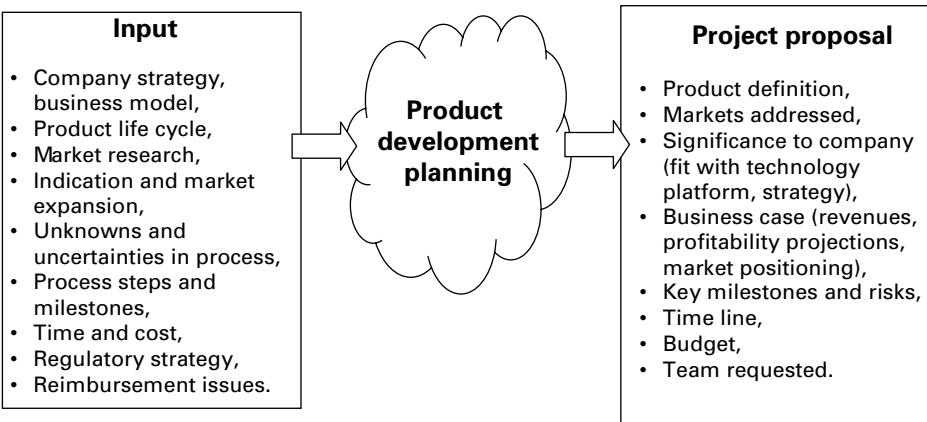 Input
• Company strategy,
business model,
• Product life cycle,
• Market research,
• Indication and market
expansion,
• Unknowns and
uncertainties in process,
• Process steps and
milestones,
• Time and cost,
• Regulatory strategy,
• Reimbursement issues.
Product
development
planning
Project proposal
• Product definition,
• Markets addressed,
• Significance to company
(fit with technology
platform, strategy),
• Business case (revenues,
profitability projections,
market positioning),
• Key milestones and risks,
• Time line,
• Budget,
• Team requested.